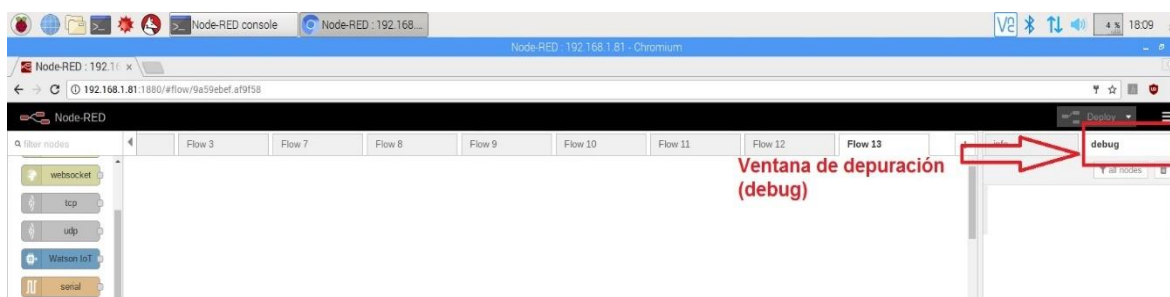 Node-RED console
Node-RED : 192.168....
4 %
18:09
Node-RED : 192.168.1.81 - Chromium
Node-RED : 192.16
192.168.1.81:1880/#flow/9a59ebef.af9f58
Node-RED
Deploy
filter nodes
Flow 3
Flow 7
Flow 8
Flow 9
Flow 10
Flow 11
Flow 12
Flow 13
info
debug
all nodes
Ventana de depuración
(debug)
websocket
tcp
udp
Watson IoT
serial